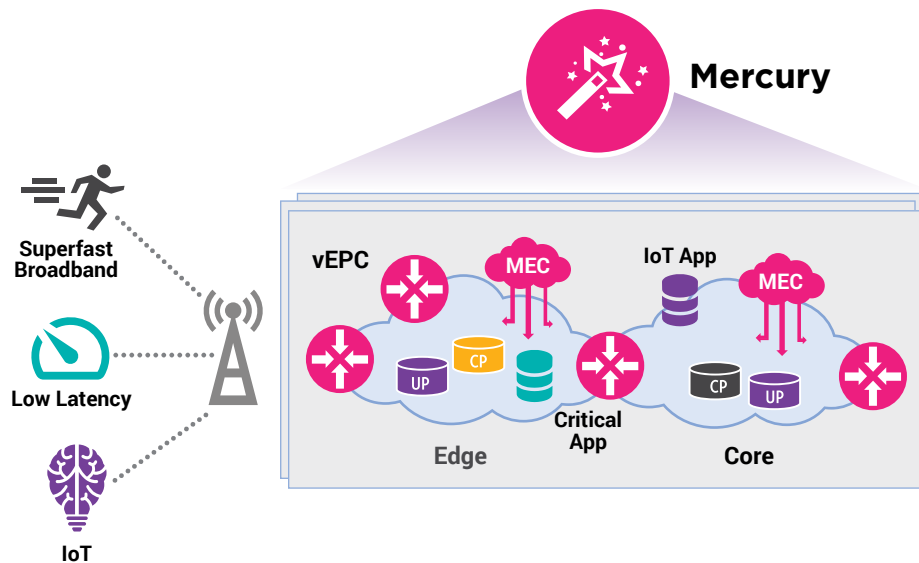 Mercury
Superfast
Broadband
Low Latency
IoT
vEPC
MEC
IoT App
MEC
UP
CP
CP
UP
Critical
App
Edge
Core